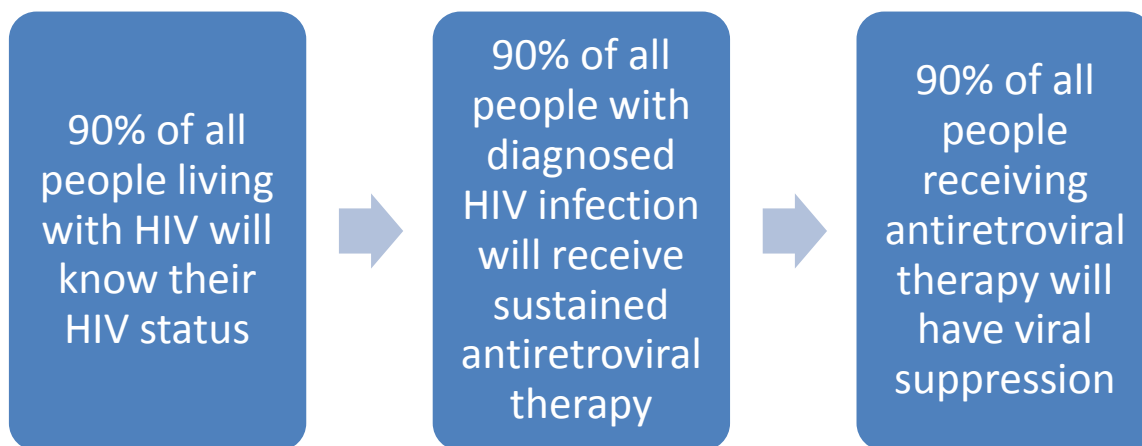 90% of all
people living
with HIV will
know their
HIV status
90% of all
people with
diagnosed
HIV infection
will receive
sustained
antiretroviral
therapy
90% of all
people
receiving
antiretroviral
therapy will
have viral
suppression